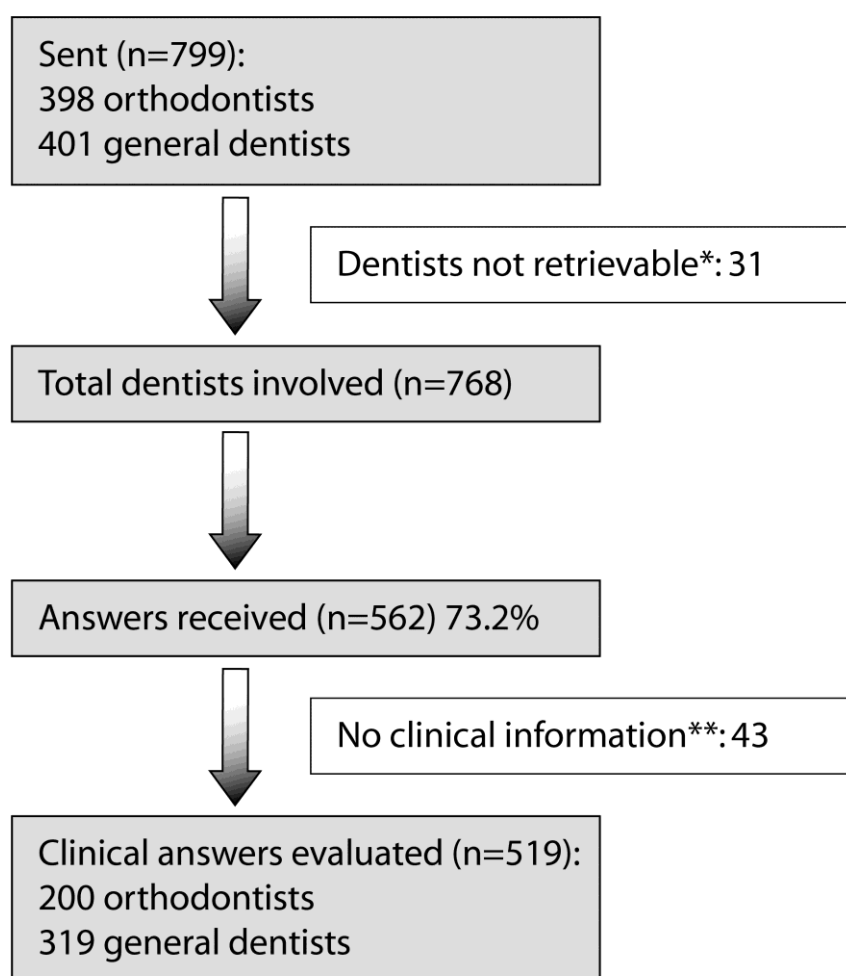 Sent (n=799):
398 orthodontists
401 general dentists
Dentists not retrievable*: 31
Total dentists involved (n=768)
Answers received (n=562) 73.2%
No clinical information**: 43
Clinical answers evaluated (n=519):
200 orthodontists
319 general dentists